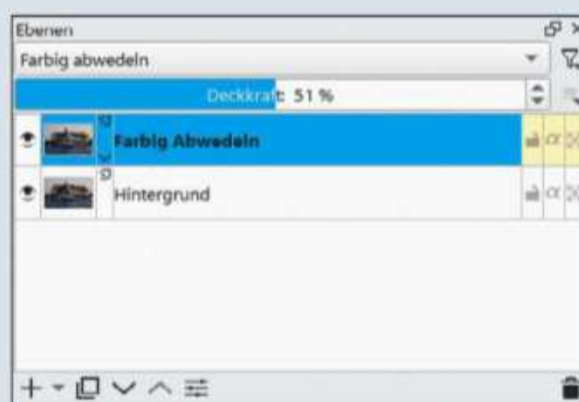 Ebenen
Farbig abwedeln
Deckkraft: 51 %
Farbig Abwedeln
Hintergrund